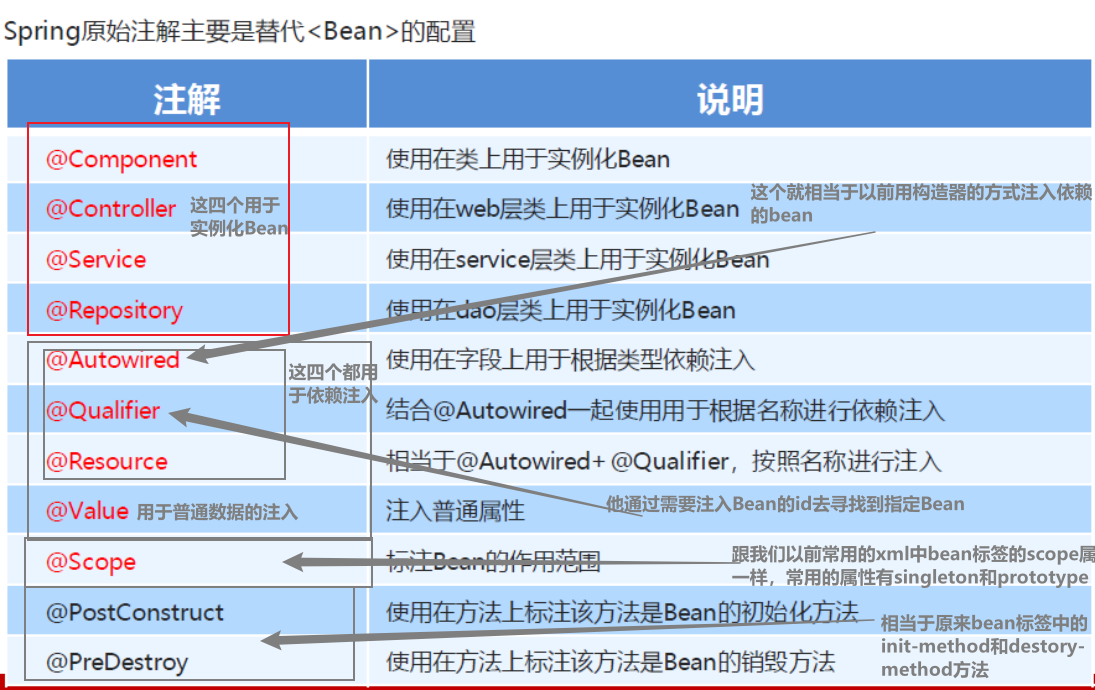 Spring原始注解主要是替代<Bean>的配置
注解 说明
@Component 使用在类上用于实例化Bean
@Controller 使用在web层类上用于实例化Bean
这四个用于
实例化Bean
这个就相当于以前用构造器的方式注入依赖
的bean
@Service 使用在service层类上用于实例化Bean
@Repository 使用在dao层类上用于实例化Bean
@Autowired 使用在字段上用于根据类型依赖注入
这四个都用
于依赖注入
@Qualifier 结合@Autowired一起使用用于根据名称进行依赖注入
@Resource 相当于@Autowired+@Qualifier，按照名称进行注入
@Value 用于普通数据的注入 注入普通属性
他通过需要注入Bean的id去寻找到指定Bean
@Scope 标注Bean的作用范围
跟我们以前常用的xml中bean标签的scope属
一样，常用的属性有singleton和prototype
@PostConstruct 使用在方法上标注该方法是Bean的初始化方法
@PreDestroy 使用在方法上标注该方法是Bean的销毁方法
相当于原来bean标签中的
init-method和destory-
method方法